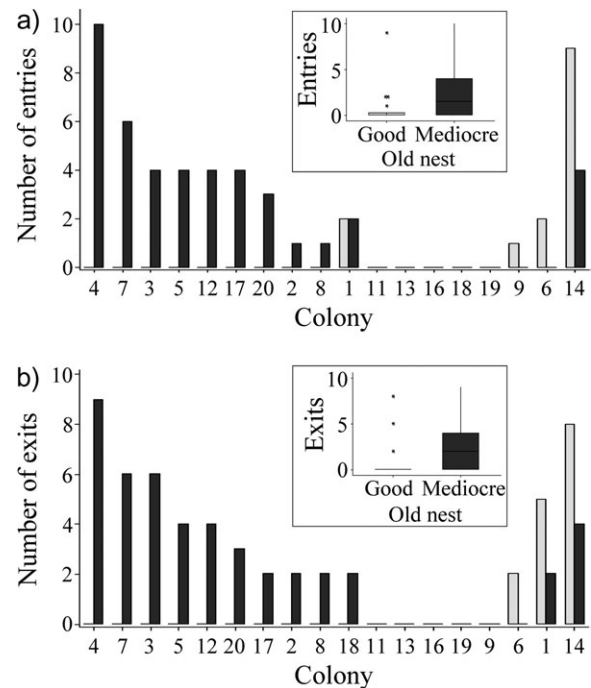 a)
Number of entries
10
8
6
4
2
0
Entries
10
5
0
Good Mediocre
Old nest
4 7 3 5 12 17 20 2 8 1 11 13 16 18 19 9 6 14
Colony
b)
Number of exits
10
8
6
4
2
0
Exits
10
5
0
Good Mediocre
Old nest
4 7 3 5 12 20 17 2 8 18 11 13 16 19 9 6 1 14
Colony